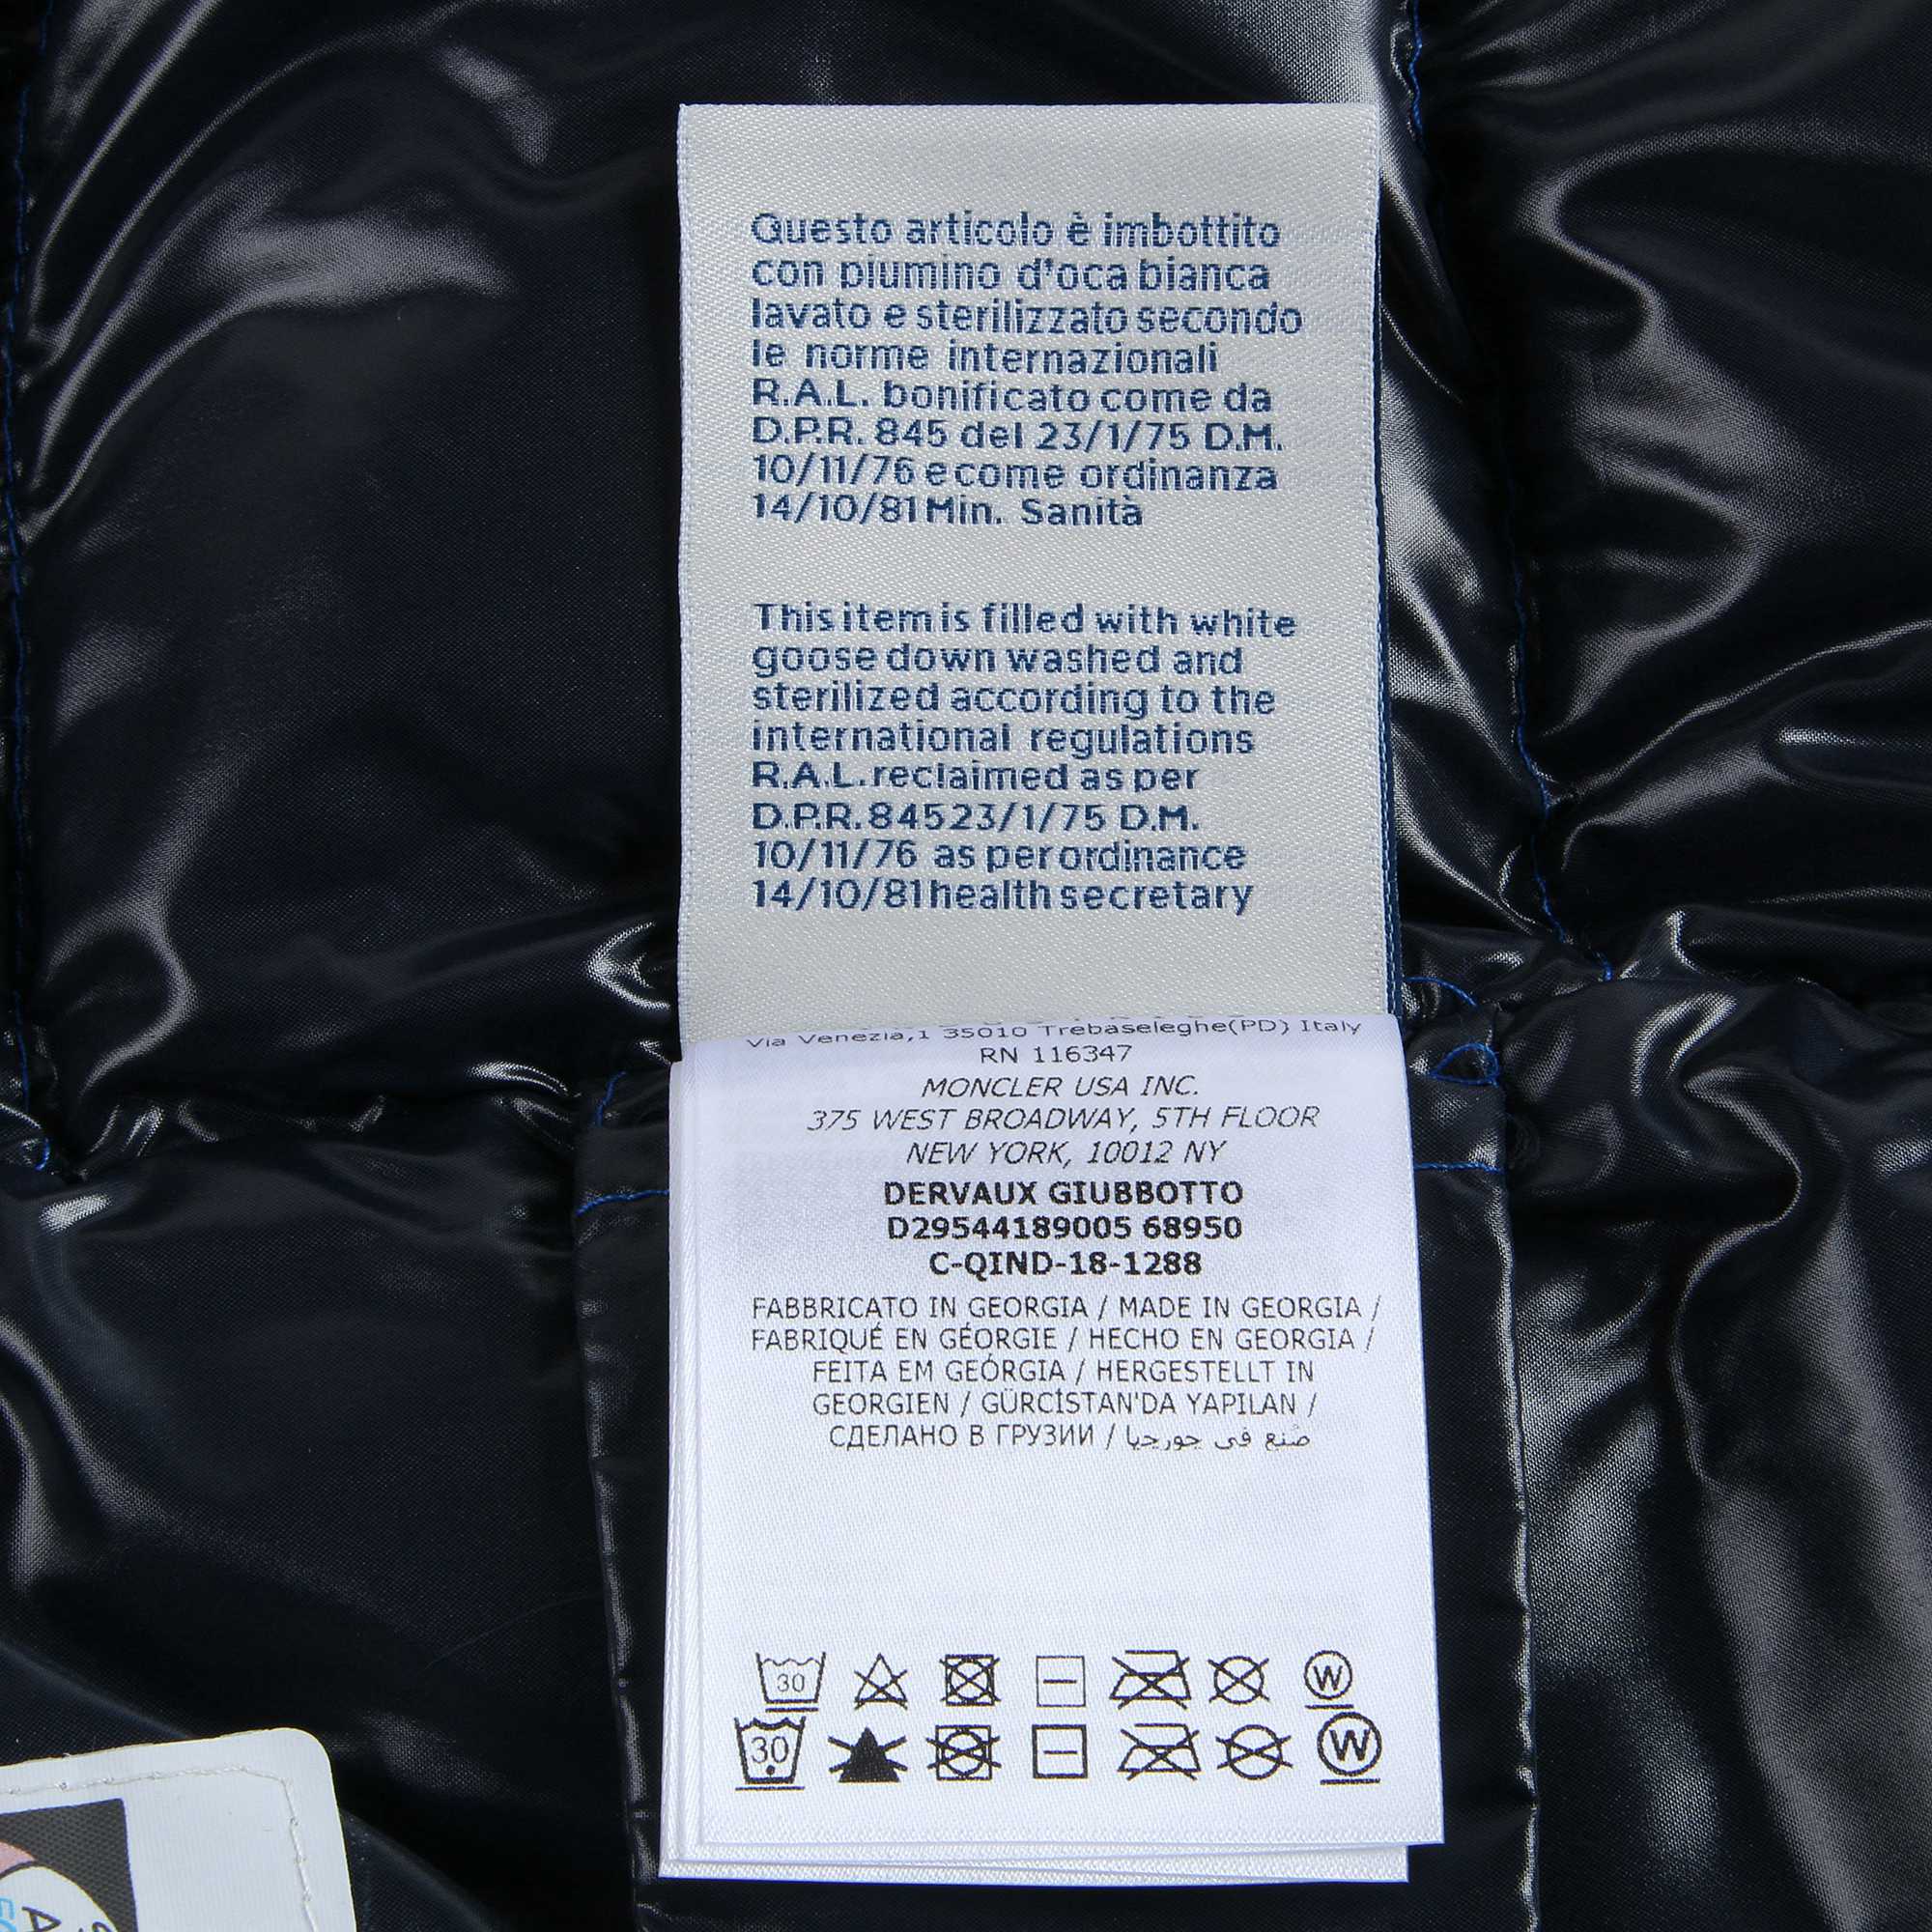 Questo articolo è imbottito
con piumino d'oca bianca
lavato e sterilizzato secondo
le norme internazionali
R.A.L. bonificato come da
D.P.R. 845 del 23/1/75 D.M.
10/11/76 e come ordinanza
14/10/81 Min. Sanità
This item is filled with white
goose down washed and
sterilized according to the
international regulations
R.A.L. reclaimed as per
D.P.R. 845 23/1/75 D.M.
10/11/76 as per ordinance
14/10/81 health secretary
Via Venezia,1 35010 Trebaseleghe(PD) Italy
RN 116347
MONCLER USA INC.
375 WEST BROADWAY, 5TH FLOOR
NEW YORK, 10012 NY
DERVAUX GIUBBOTTO
D29544189005 68950
C-QIND-18-1288
FABBRICATO IN GEORGIA / MADE IN GEORGIA /
FABRIQUÉ EN GÉORGIE / HECHO EN GEORGIA /
FEITA EM GEÓRGIA / HERGESTELLT IN
GEORGIEN / GÜRCİSTAN'DA YAPILAN /
СДЕЛАНО В ГРУЗИИ / صُنع في جورجيا
30 W
30 W